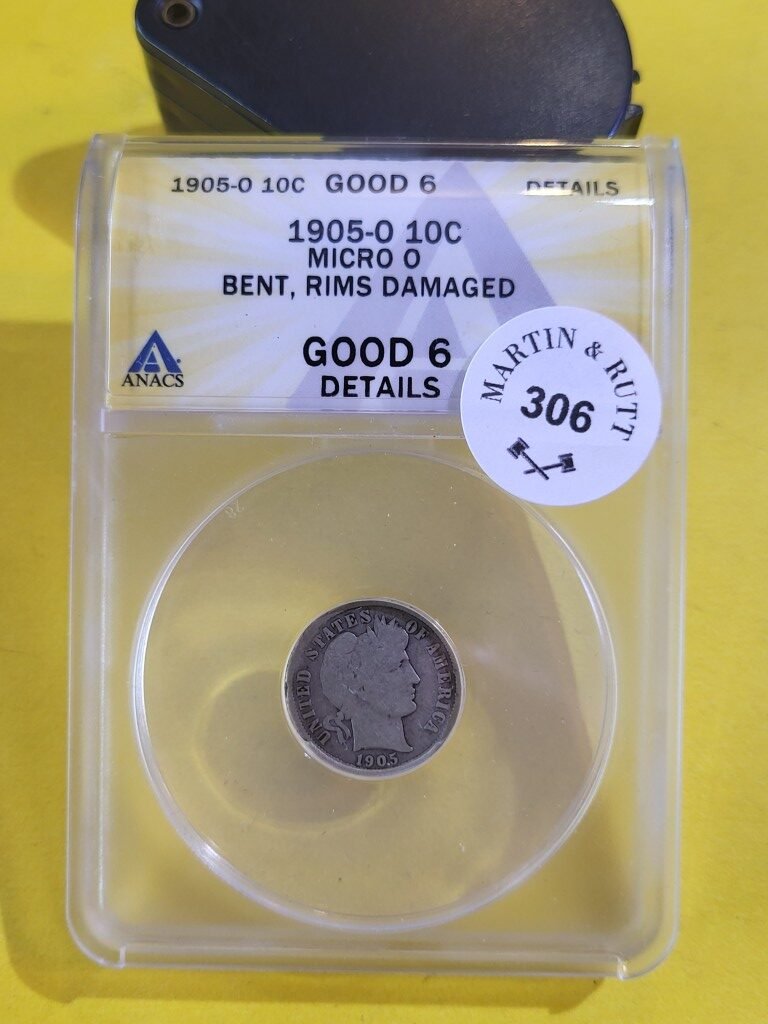 1905-O 10C GOOD 6 DETAILS
1905-O 10C
MICRO O
BENT, RIMS DAMAGED
GOOD 6
DETAILS
ANACS
MARTIN & RUTT
306
UNITED STATES OF AMERICA
1905